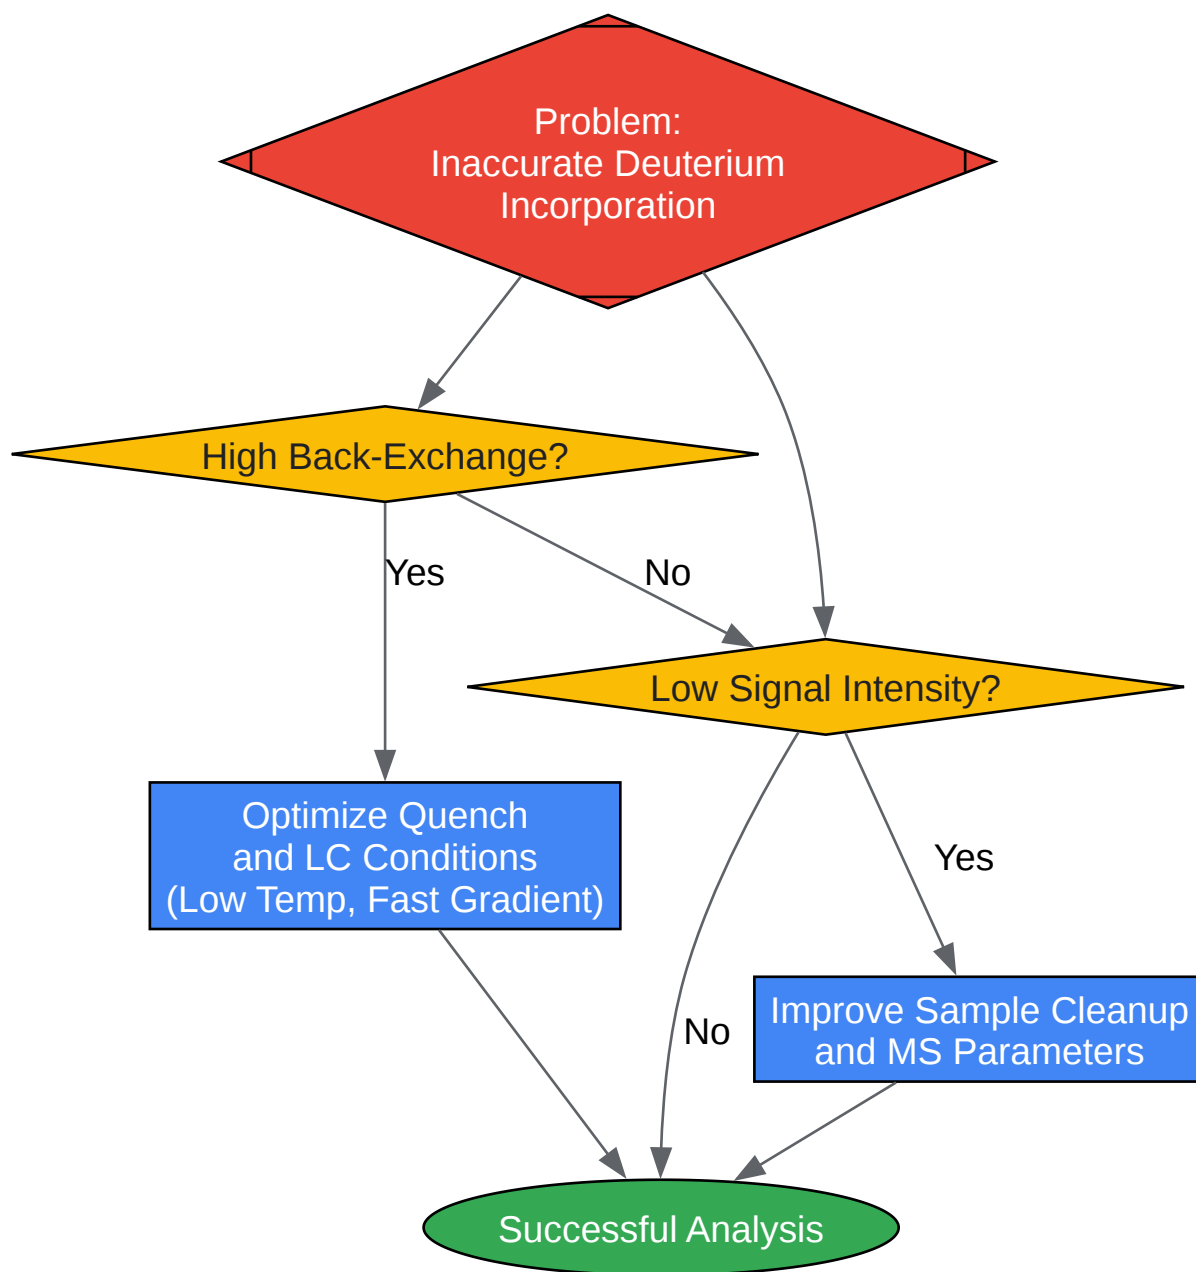 Problem:
Inaccurate Deuterium
Incorporation
High Back-Exchange?
Yes
No
Low Signal Intensity?
Optimize Quench
and LC Conditions
(Low Temp, Fast Gradient)
Yes
No
Improve Sample Cleanup
and MS Parameters
Successful Analysis